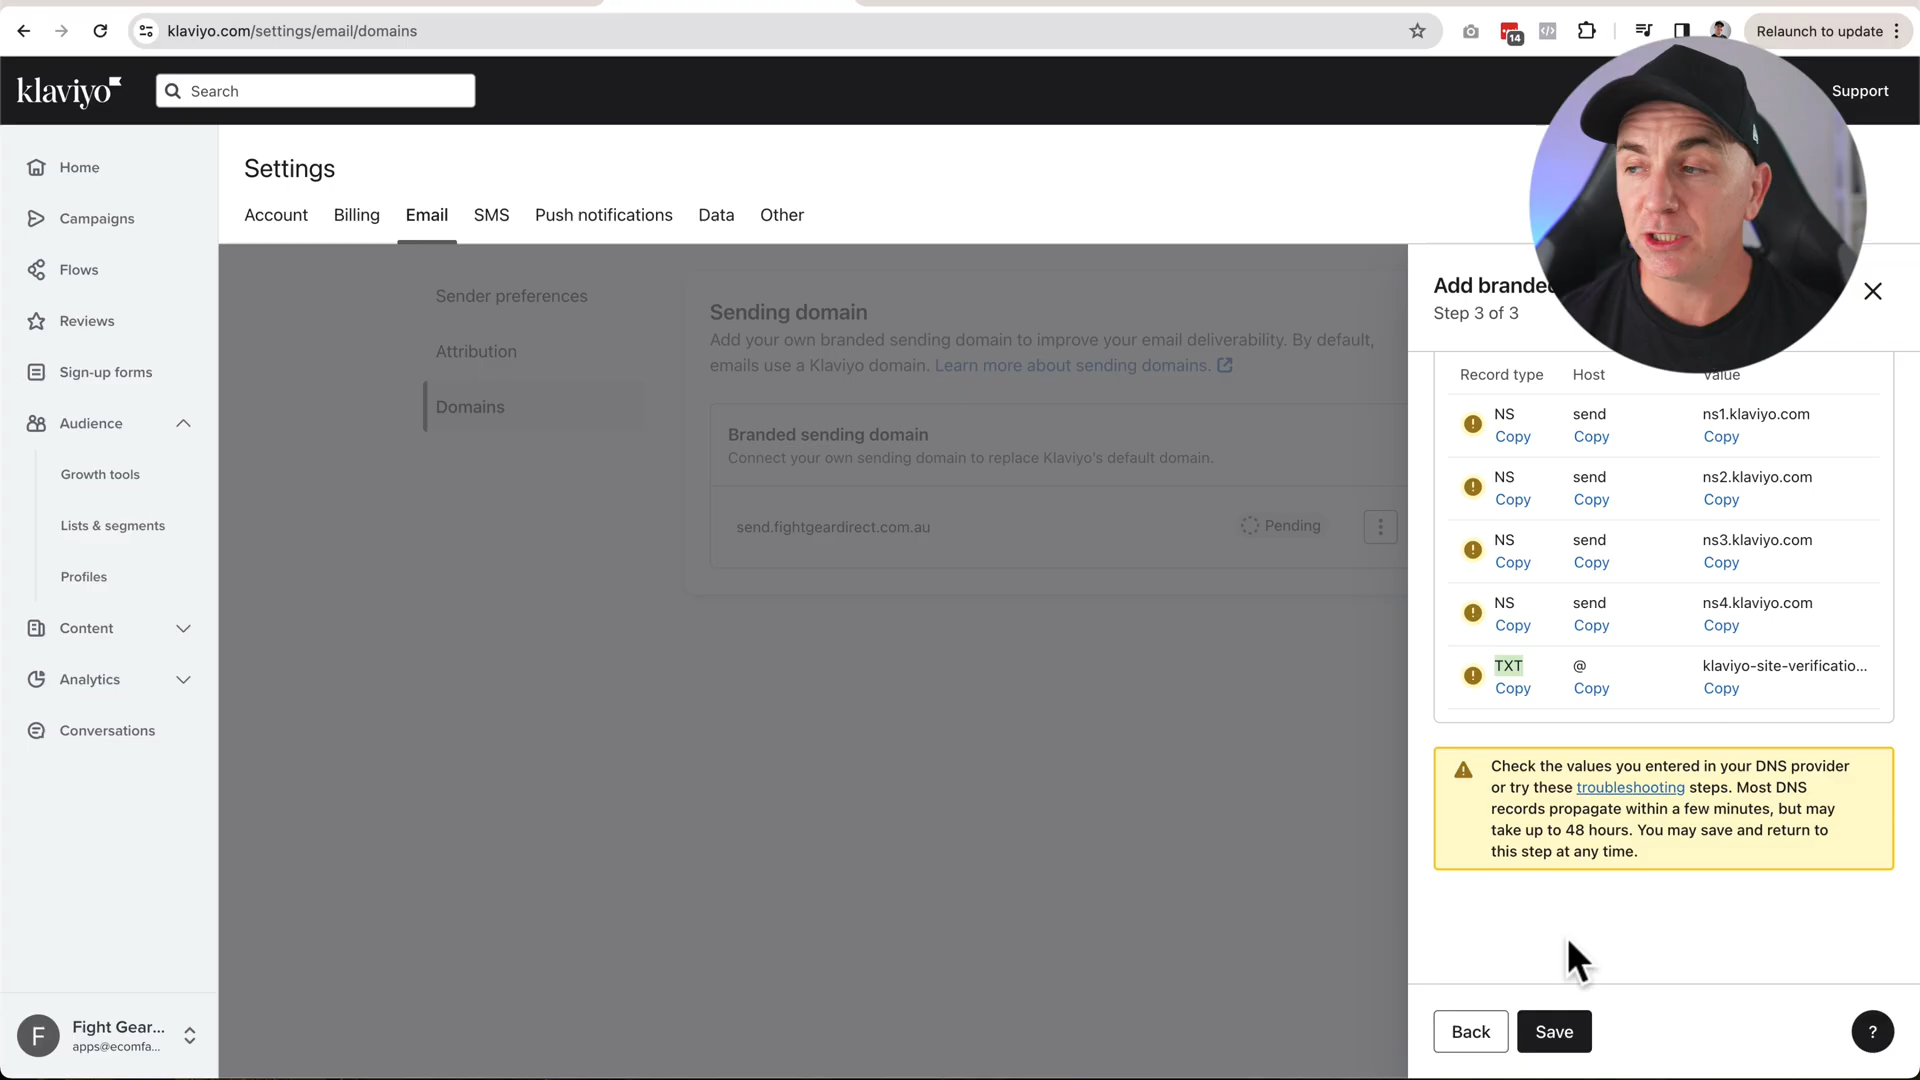 klaviyo.com/settings/email/domains
14
Relaunch to update
klaviyo
Search
Support
Home
Campaigns
Flows
Reviews
Sign-up forms
Audience
Growth tools
Lists & segments
Profiles
Content
Analytics
Conversations
F
Fight Gear...
apps@ecomfa...
Settings
Account Billing Email SMS Push notifications Data Other
Sender preferences
Attribution
Domains
Sending domain
Add your own branded sending domain to improve your email deliverability. By default,
emails use a Klaviyo domain. Learn more about sending domains.
Branded sending domain
Connect your own sending domain to replace Klaviyo's default domain.
send.fightgeardirect.com.au Pending
Add branded
Step 3 of 3
Record type Host Value
NS send ns1.klaviyo.com
Copy Copy Copy
NS send ns2.klaviyo.com
Copy Copy Copy
NS send ns3.klaviyo.com
Copy Copy Copy
NS send ns4.klaviyo.com
Copy Copy Copy
TXT @ klaviyo-site-verificatio...
Copy Copy Copy
Check the values you entered in your DNS provider
or try these troubleshooting steps. Most DNS
records propagate within a few minutes, but may
take up to 48 hours. You may save and return to
this step at any time.
Back Save ?